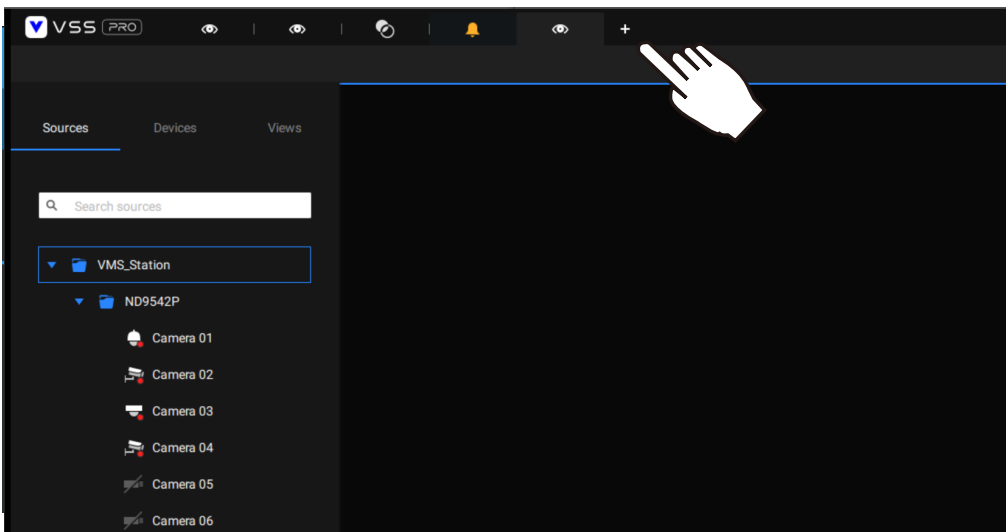 VSS PRO
+
Sources Devices Views
Search sources
VMS_Station
ND9542P
Camera 01
Camera 02
Camera 03
Camera 04
Camera 05
Camera 06